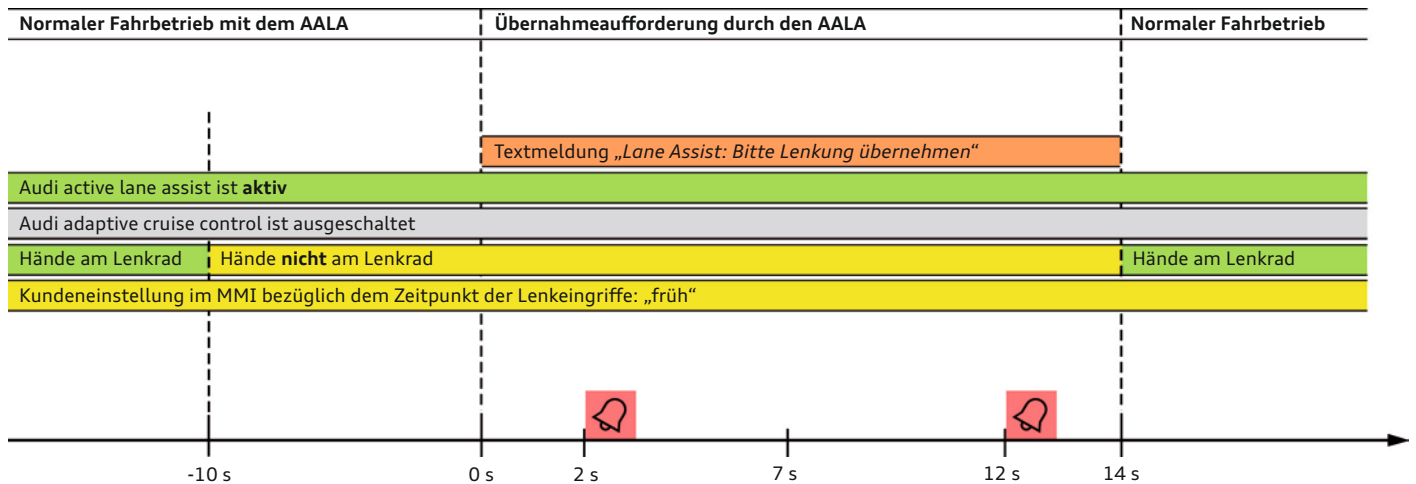 Normaler Fahrbetrieb mit dem AALA
Übernahmeaufforderung durch den AALA
Normaler Fahrbetrieb
Textmeldung „Lane Assist: Bitte Lenkung übernehmen“
Audi active lane assist ist aktiv
Audi adaptive cruise control ist ausgeschaltet
Hände am Lenkrad
Hände nicht am Lenkrad
Hände am Lenkrad
Kundeneinstellung im MMI bezüglich dem Zeitpunkt der Lenkeingriffe: „früh“
-10 s
0 s
2 s
7 s
12 s
14 s